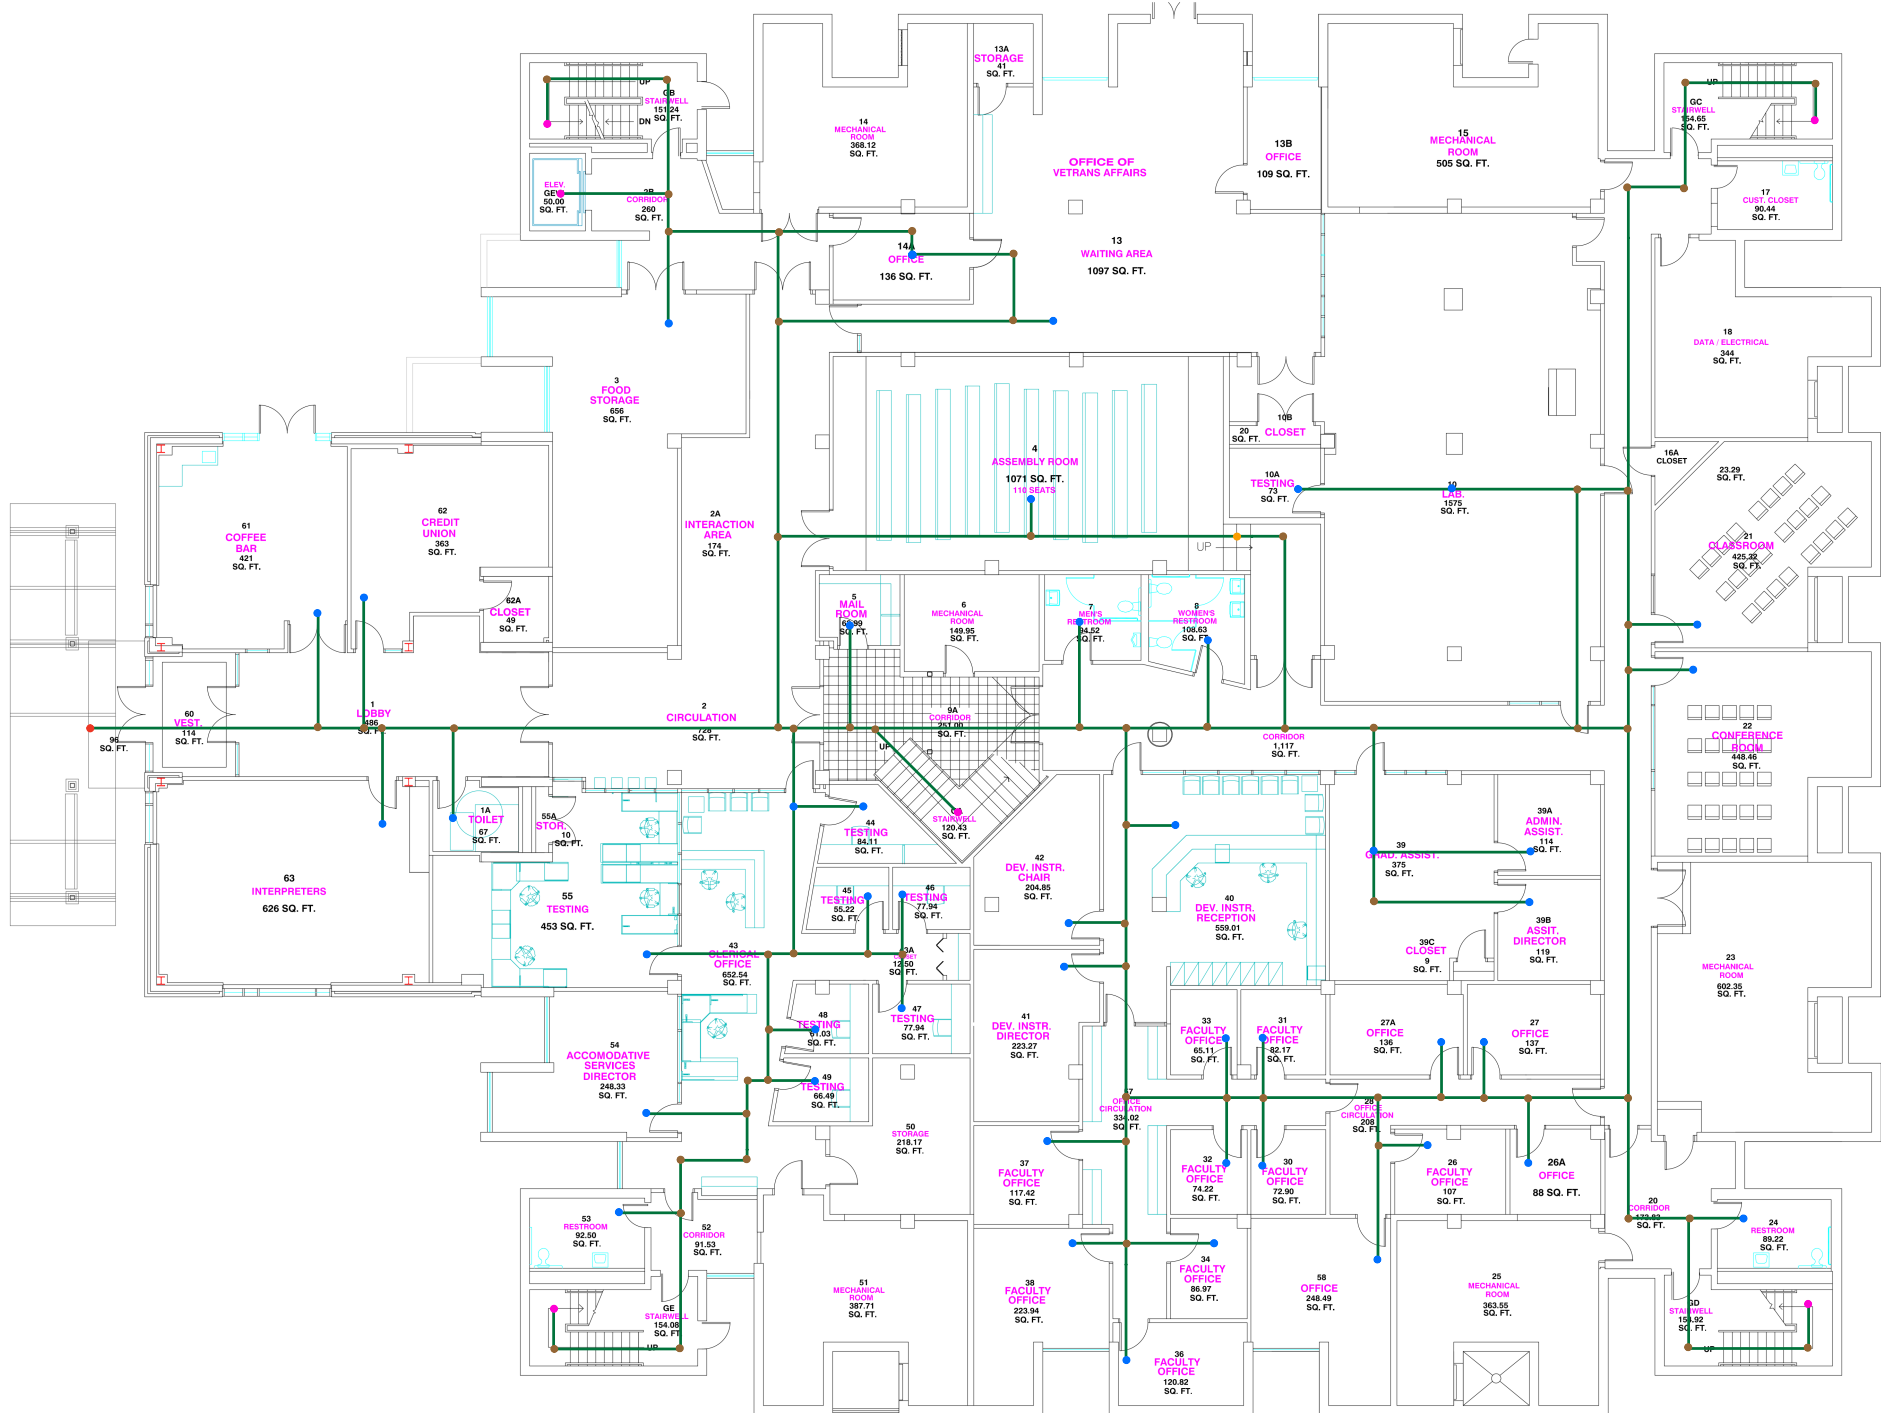 13A
STORAGE
41
SQ. FT.
UP
GB
STAIRWELL
151.24
SQ. FT.
DN
14
MECHANICAL
ROOM
368.12
SQ. FT.
OFFICE OF
VETRANS AFFAIRS
13B
OFFICE
109 SQ. FT.
15
MECHANICAL
ROOM
505 SQ. FT.
UP
GC
STAIRWELL
154.65
SQ. FT.
ELEV.
50.00
SQ. FT.
2B
CORRIDOR
260
SQ. FT.
17
CUST. CLOSET
90.44
SQ. FT.
14A
OFFICE
136 SQ. FT.
13
WAITING AREA
1097 SQ. FT.
18
DATA / ELECTRICAL
344
SQ. FT.
3
FOOD
STORAGE
656
SQ. FT.
10B
CLOSET
20
SQ. FT.
4
ASSEMBLY ROOM
1071 SQ. FT.
110 SEATS
10A
TESTING
73
SQ. FT.
10
LAB.
1575
SQ. FT.
16A
CLOSET
23.29
SQ. FT.
61
COFFEE
BAR
421
SQ. FT.
62
CREDIT
UNION
363
SQ. FT.
2A
INTERACTION
AREA
174
SQ. FT.
UP
21
CLASSROOM
425.32
SQ. FT.
62A
CLOSET
49
SQ. FT.
5
MAIL
ROOM
SQ. FT.
6
MECHANICAL
ROOM
149.95
SQ. FT.
7
MEN'S
RESTROOM
94.52
SQ. FT.
8
WOMEN'S
RESTROOM
108.63
SQ. FT.
60
VEST.
114
SQ. FT.
96
SQ. FT.
1
LOBBY
486
SQ. FT.
2
CIRCULATION
728
SQ. FT.
9A
CORRIDOR
251.00
SQ. FT.
UP
CORRIDOR
1,117
SQ. FT.
22
CONFERENCE
ROOM
448.46
SQ. FT.
1A
TOILET
67
SQ. FT.
55A
STOR.
10
SQ. FT.
44
TESTING
84.11
SQ. FT.
STAIRWELL
120.43
SQ. FT.
39A
ADMIN.
ASSIST.
114
SQ. FT.
39
GRAD. ASSIST.
375
SQ. FT.
42
DEV. INSTR.
CHAIR
204.85
SQ. FT.
63
INTERPRETERS
626 SQ. FT.
55
TESTING
453 SQ. FT.
45
TESTING
55.22
SQ. FT.
46
TESTING
77.94
SQ. FT.
40
DEV. INSTR.
RECEPTION
559.01
SQ. FT.
39B
ASSIT.
DIRECTOR
119
SQ. FT.
39C
CLOSET
9
SQ. FT.
43
CLERICAL
OFFICE
652.54
SQ. FT.
12.50
SQ. FT.
23
MECHANICAL
ROOM
602.35
SQ. FT.
48
TESTING
61.03
SQ. FT.
47
TESTING
77.94
SQ. FT.
41
DEV. INSTR.
DIRECTOR
223.27
SQ. FT.
33
FACULTY
OFFICE
65.11
SQ. FT.
31
FACULTY
OFFICE
82.17
SQ. FT.
27A
OFFICE
136
SQ. FT.
27
OFFICE
137
SQ. FT.
54
ACCOMODATIVE
SERVICES
DIRECTOR
248.33
SQ. FT.
49
TESTING
66.49
SQ. FT.
OFFICE
CIRCULATION
334.02
SQ. FT.
28
OFFICE
CIRCULATION
208
SQ. FT.
50
STORAGE
218.17
SQ. FT.
37
FACULTY
OFFICE
117.42
SQ. FT.
32
FACULTY
OFFICE
74.22
SQ. FT.
30
FACULTY
OFFICE
72.90
SQ. FT.
26
FACULTY
OFFICE
107
SQ. FT.
26A
OFFICE
88 SQ. FT.
53
RESTROOM
92.50
SQ. FT.
52
CORRIDOR
91.53
SQ. FT.
20
CORRIDOR
173.83
SQ. FT.
24
RESTROOM
89.22
SQ. FT.
51
MECHANICAL
ROOM
387.71
SQ. FT.
38
FACULTY
OFFICE
223.94
SQ. FT.
34
FACULTY
OFFICE
86.97
SQ. FT.
58
OFFICE
248.49
SQ. FT.
25
MECHANICAL
ROOM
363.55
SQ. FT.
GE
STAIRWELL
154.08
SQ. FT.
UP
GD
STAIRWELL
154.92
SQ. FT.
UP
36
FACULTY
OFFICE
120.82
SQ. FT.